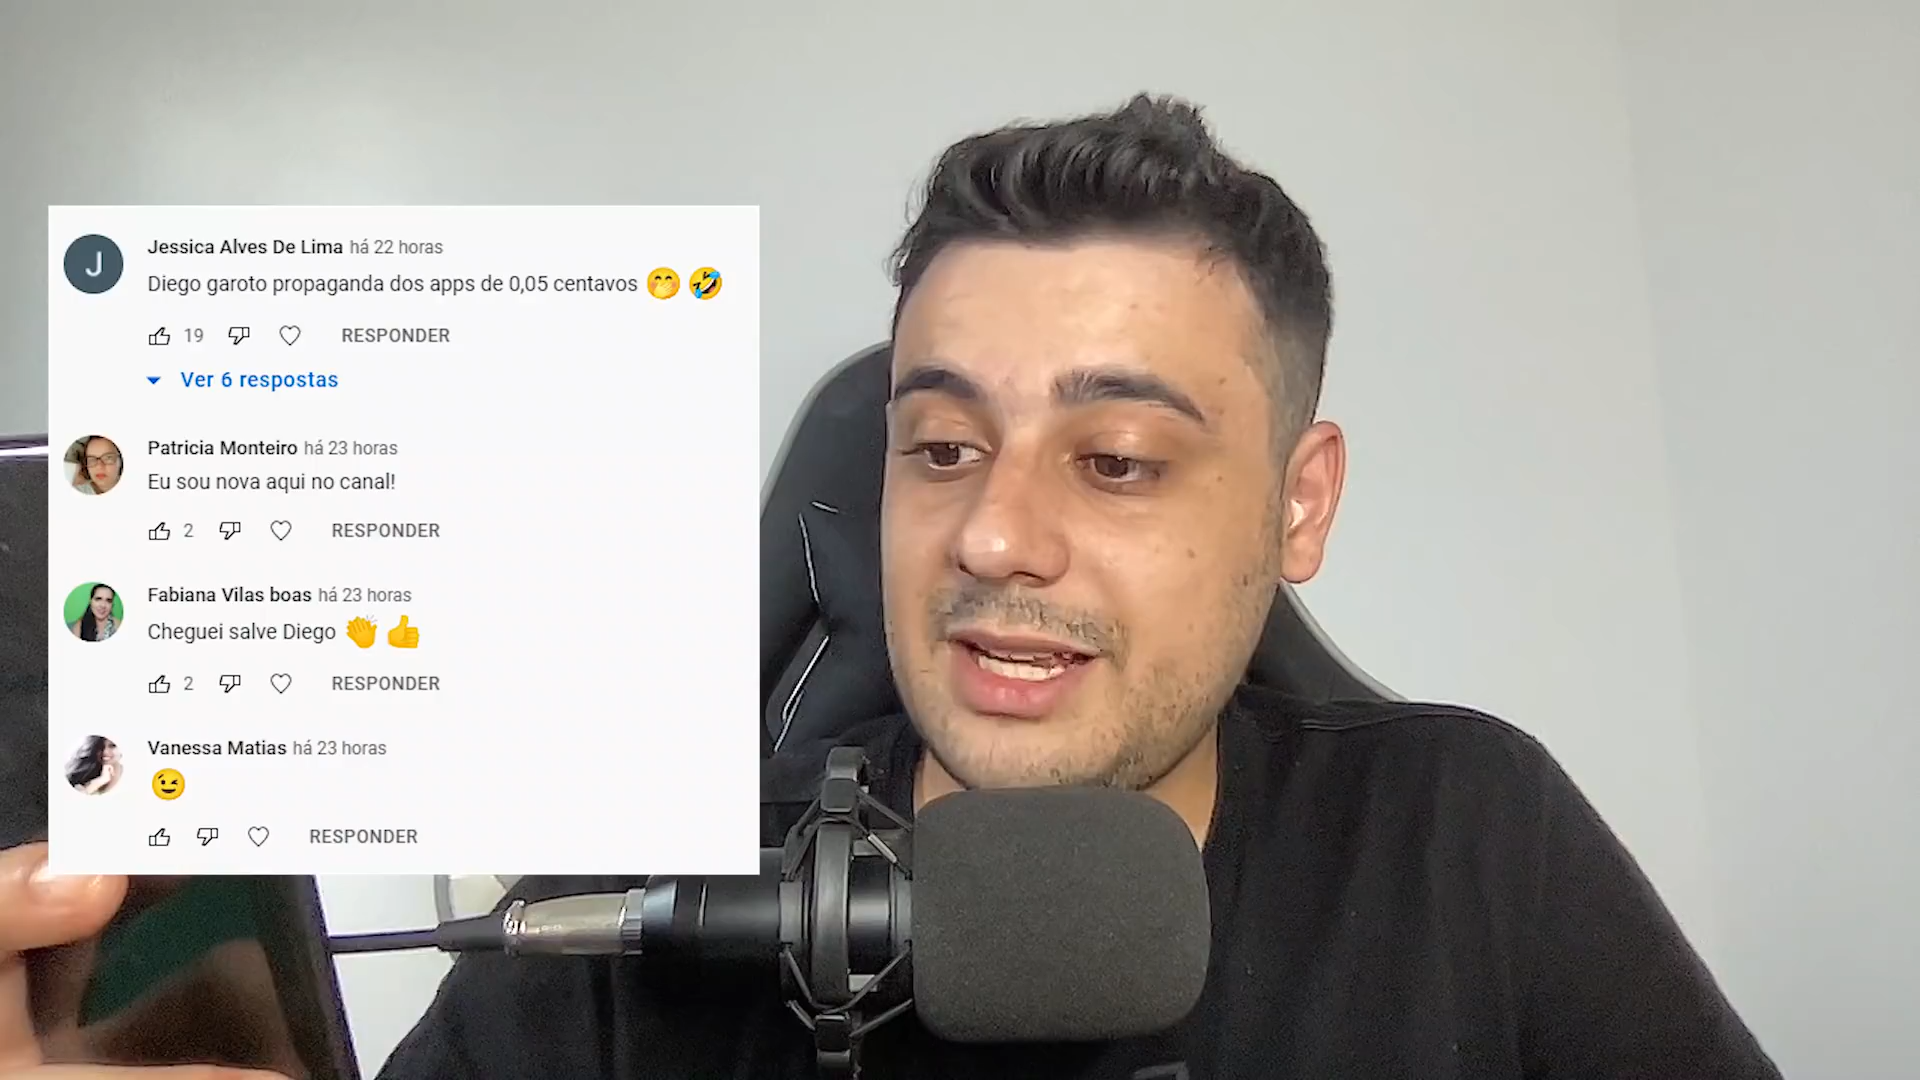 Jessica Alves De Lima há 22 horas
Diego garoto propaganda dos apps de 0,05 centavos 🤭 🤣
19 RESPONDER
Ver 6 respostas
Patricia Monteiro há 23 horas
Eu sou nova aqui no canal!
2 RESPONDER
Fabiana Vilas boas há 23 horas
Cheguei salve Diego 👏 👍
2 RESPONDER
Vanessa Matias há 23 horas
😉
RESPONDER